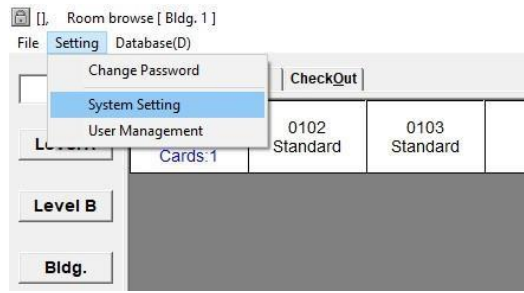 [], Room browse [ Bldg. 1 ]
File Setting Database(D)
Change Password
CheckOut
System Setting
User Management
0102
0103
Standard
Standard
Cards:1
Level B
Bldg.